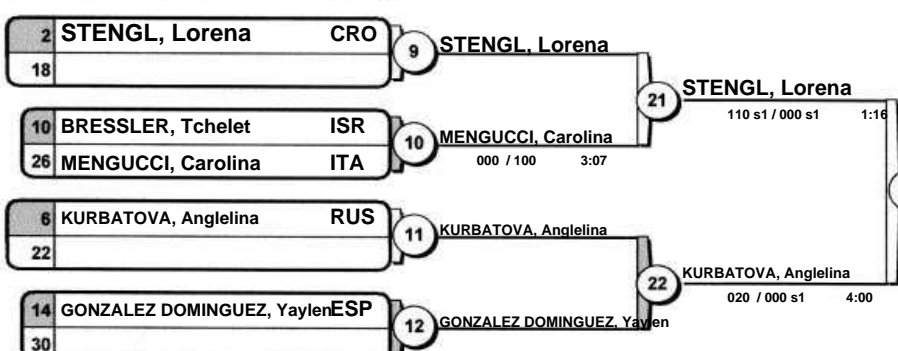 2 STENGL, Lorena CRO
18
9 STENGL, Lorena
10 BRESSLER, Tchelet ISR
26 MENGUCCI, Carolina ITA
10 MENGUCCI, Carolina
000 / 100 3:07
21 STENGL, Lorena
110 s1 / 000 s1 1:16
6 KURBATOVA, Anglelina RUS
22
11 KURBATOVA, Anglelina
14 GONZALEZ DOMINGUEZ, Yaylen ESP
30
12 GONZALEZ DOMINGUEZ, Yaylen
22 KURBATOVA, Anglelina
020 / 000 s1 4:00